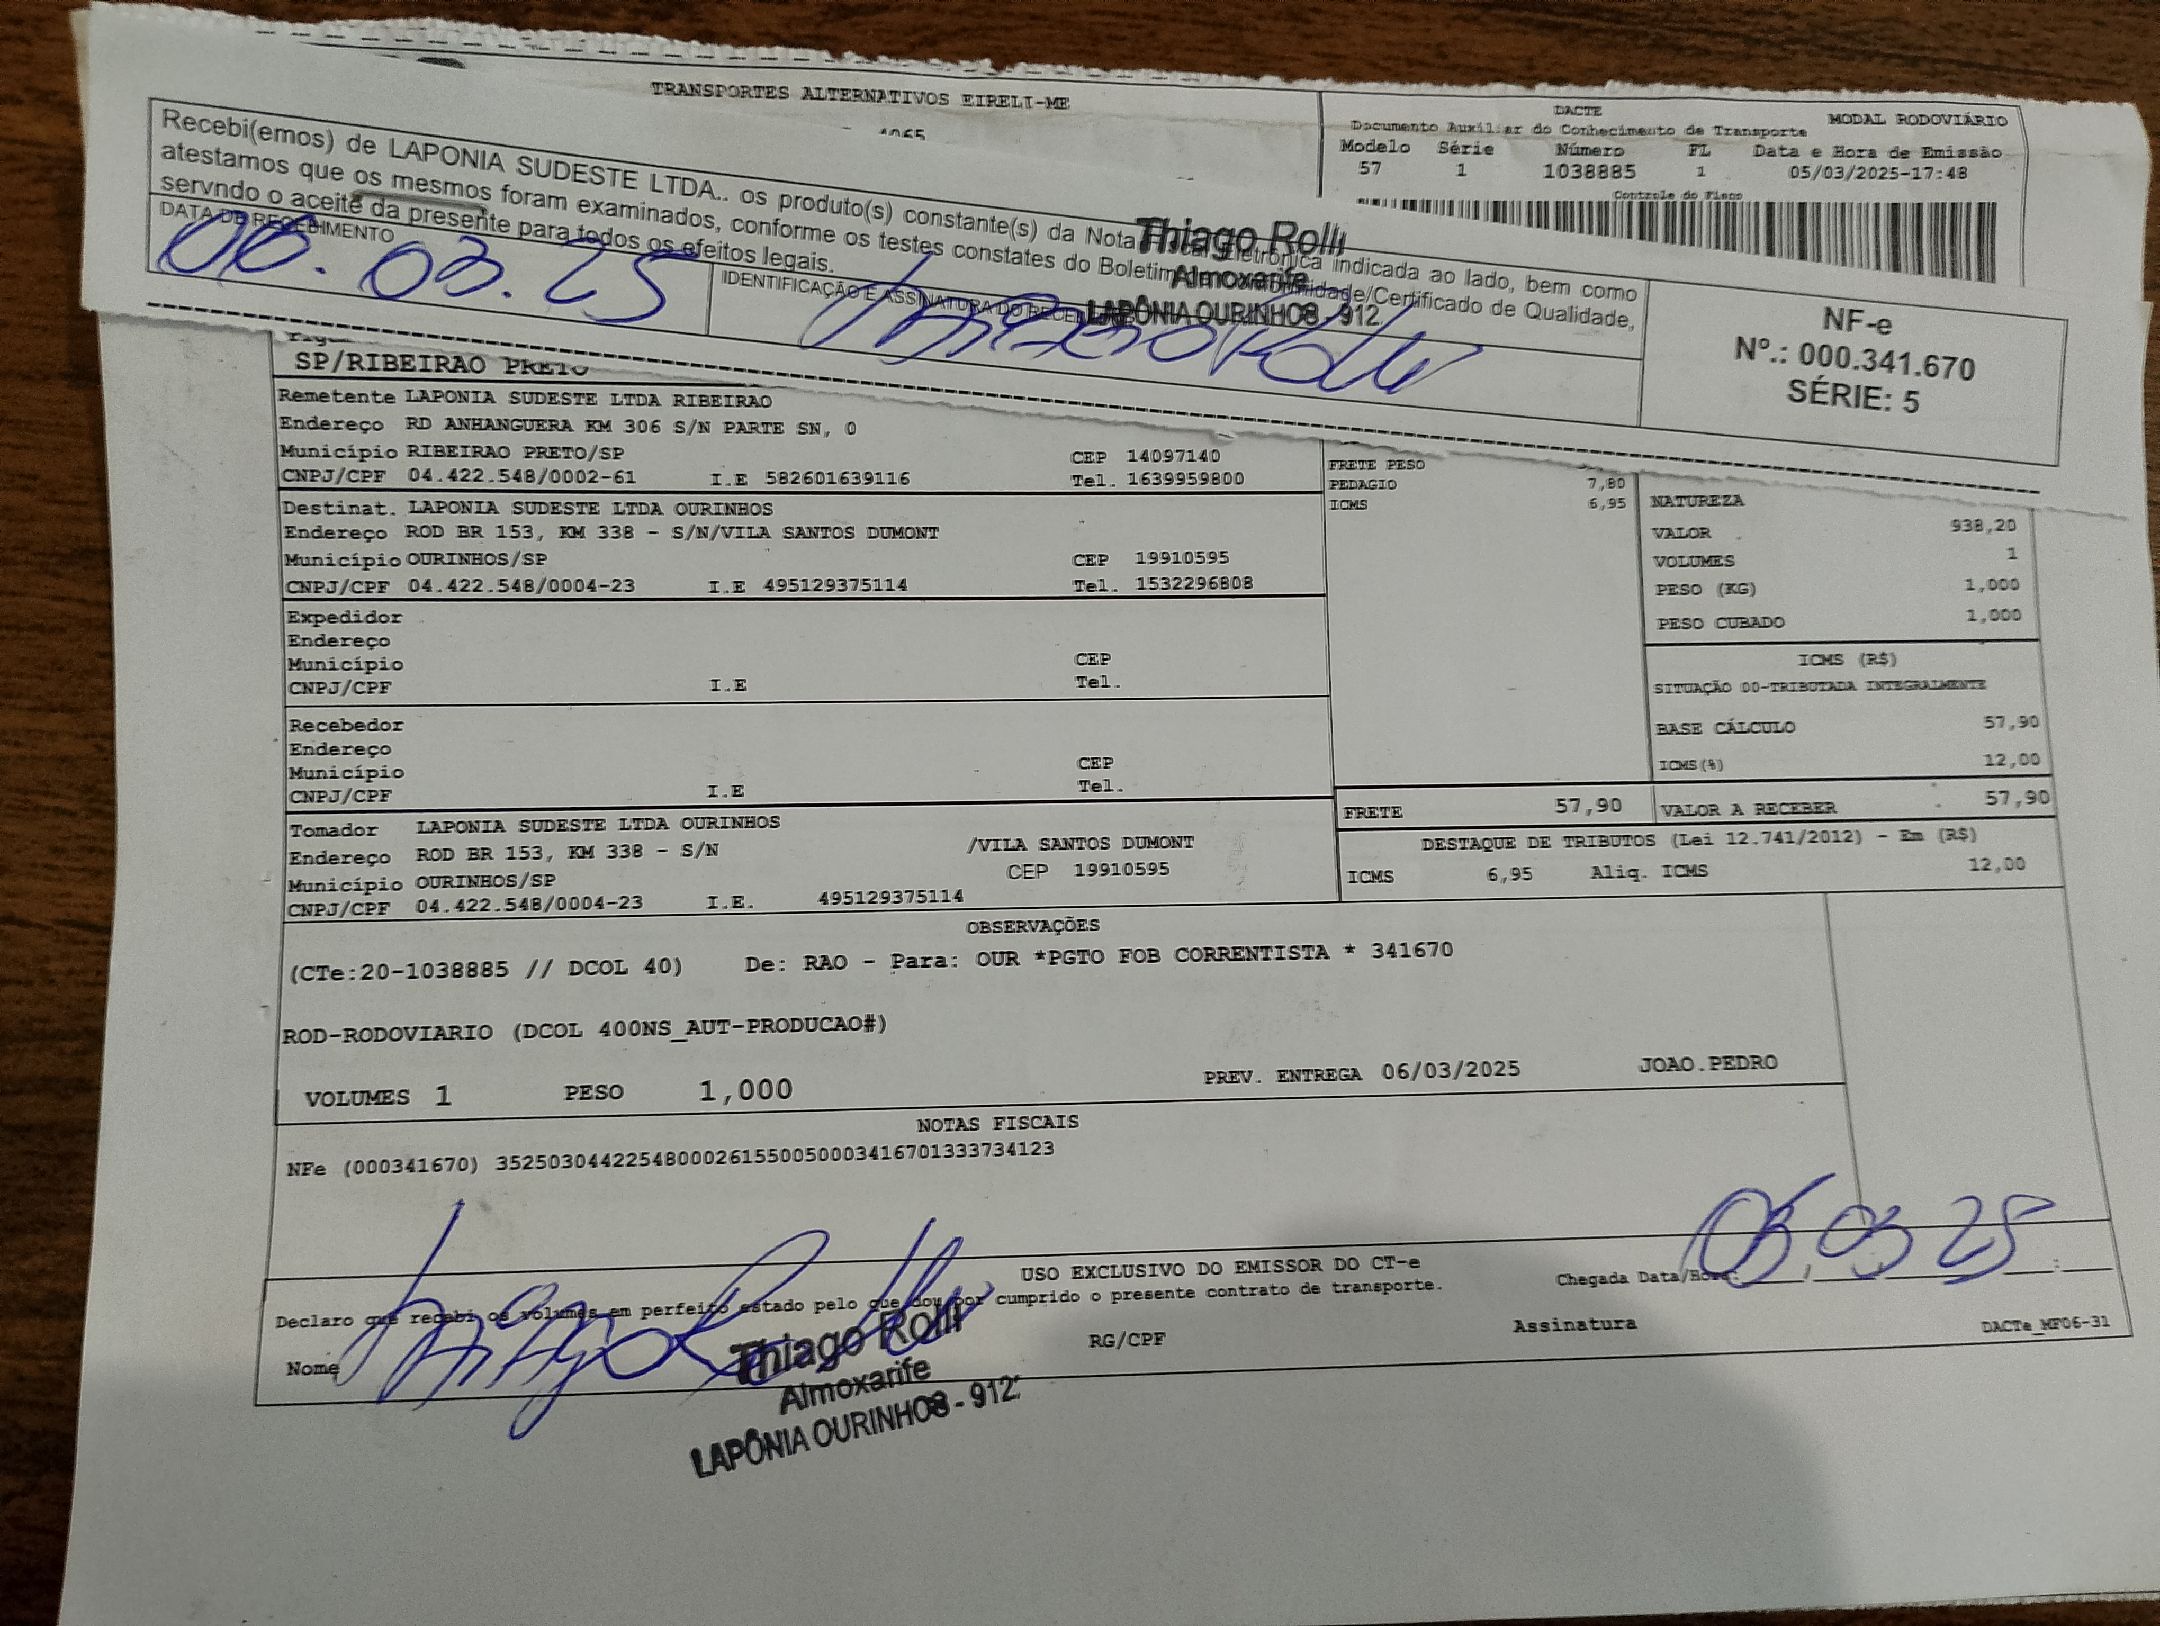 TRANSPORTES ALTERNATIVOS EIRELI-ME
DACTE
MODAL RODOVIÁRIO
Documento Auxiliar do Conhecimento de Transporte
Modelo Série Número FL Data e Hora de Emissão
57 1 1038885 1 05/03/2025-17:48
Controle do Fisco
Recebi(emos) de LAPONIA SUDESTE LTDA.. os produto(s) constante(s) da Nota Eletrônica indicada ao lado, bem como
atestamos que os mesmos foram examinados, conforme os testes constates do Boletim Certificado de Qualidade,
servndo o aceite da presente para todos os efeitos legais.
DATA DE RECEBIMENTO
06.03.25
IDENTIFICAÇÃO E ASSINATURA DO
Thiago Rolli
Almoxarife
LAPÔNIA OURINHOS - 912
NF-e
Nº.: 000.341.670
SÉRIE: 5
SP/RIBEIRAO PRETO
Remetente LAPONIA SUDESTE LTDA RIBEIRAO
Endereço RD ANHANGUERA KM 306 S/N PARTE SN, 0
Município RIBEIRAO PRETO/SP CEP 14097140
CNPJ/CPF 04.422.548/0002-61 I.E 582601639116 Tel. 1639959800
Destinat. LAPONIA SUDESTE LTDA OURINHOS
Endereço ROD BR 153, KM 338 - S/N/VILA SANTOS DUMONT
Município OURINHOS/SP CEP 19910595
CNPJ/CPF 04.422.548/0004-23 I.E 495129375114 Tel. 1532296808
Expedidor
Endereço
Município CEP
CNPJ/CPF I.E Tel.
Recebedor
Endereço
Município CEP
CNPJ/CPF I.E Tel.
Tomador LAPONIA SUDESTE LTDA OURINHOS
Endereço ROD BR 153, KM 338 - S/N /VILA SANTOS DUMONT
Município OURINHOS/SP CEP 19910595
CNPJ/CPF 04.422.548/0004-23 I.E. 495129375114
FRETE PESO
PEDAGIO 7,80
ICMS 6,95
NATUREZA
VALOR 938,20
VOLUMES 1
PESO (KG) 1,000
PESO CUBADO 1,000
ICMS (R$)
SITUAÇÃO 00-TRIBUTADA INTEGRALMENTE
BASE CÁLCULO 57,90
ICMS(%) 12,00
FRETE 57,90 VALOR A RECEBER 57,90
DESTAQUE DE TRIBUTOS (Lei 12.741/2012) - Em (R$)
ICMS 6,95 Aliq. ICMS 12,00
OBSERVAÇÕES
(CTe:20-1038885 // DCOL 40) De: RAO - Para: OUR *PGTO FOB CORRENTISTA * 341670
ROD-RODOVIARIO (DCOL 400NS_AUT-PRODUCAO#)
VOLUMES 1 PESO 1,000 PREV. ENTREGA 06/03/2025 JOAO.PEDRO
NOTAS FISCAIS
NFe (000341670) 35250304422548000261550050003416701333734123
USO EXCLUSIVO DO EMISSOR DO CT-e
Declaro que recebi os volumes em perfeito estado pelo que dou por cumprido o presente contrato de transporte.
Chegada Data/Hora: 06 03 25
Nome RG/CPF Assinatura DACTe_MF06-31
Thiago Rolli
Almoxarife
LAPÔNIA OURINHOS - 912